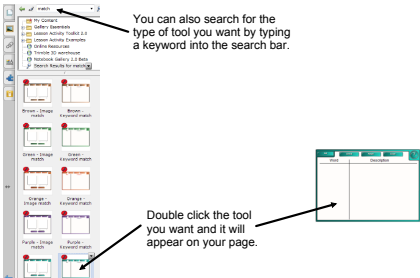 match
My Content
Gallery Essentials
Lesson Activity Toolkit 2.0
Lesson Activity Examples
Online Resources
Trimble 3D warehouse
Notebook Gallery 2.0 Beta
Search Results for match
You can also search for the
type of tool you want by typing
a keyword into the search bar.
Brown - Image
match
Brown -
Keyword match
Green - Image
match
Green -
Keyword match
Orange -
Image match
Orange -
Keyword match
Purple - Image
match
Purple -
Keyword match
Double click the tool
you want and it will
appear on your page.
Word
Description